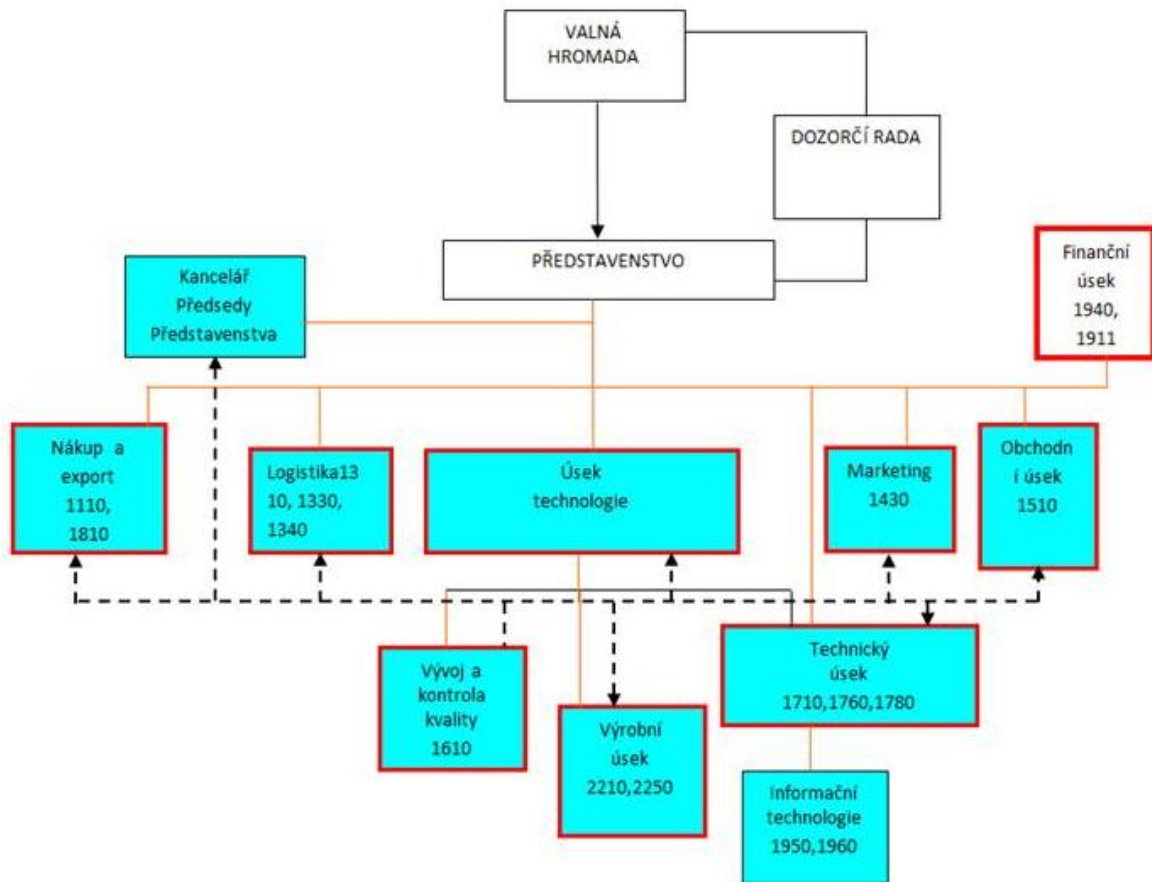 VALNÁ
HROMADA
DOZORČÍ RADA
PŘEDSTAVENSTVO
Finanční
úsek
1940,
1911
Kancelář
Předsedy
Představenstva
Nákup a
export
1110,
1810
Logistika13
10, 1330,
1340
Úsek
technologie
Marketing
1430
Obchodn
í úsek
1510
Vývoj a
kontrola
kvality
1610
Výrobní
úsek
2210,2250
Technický
úsek
1710,1760,1780
Informační
technologie
1950,1960